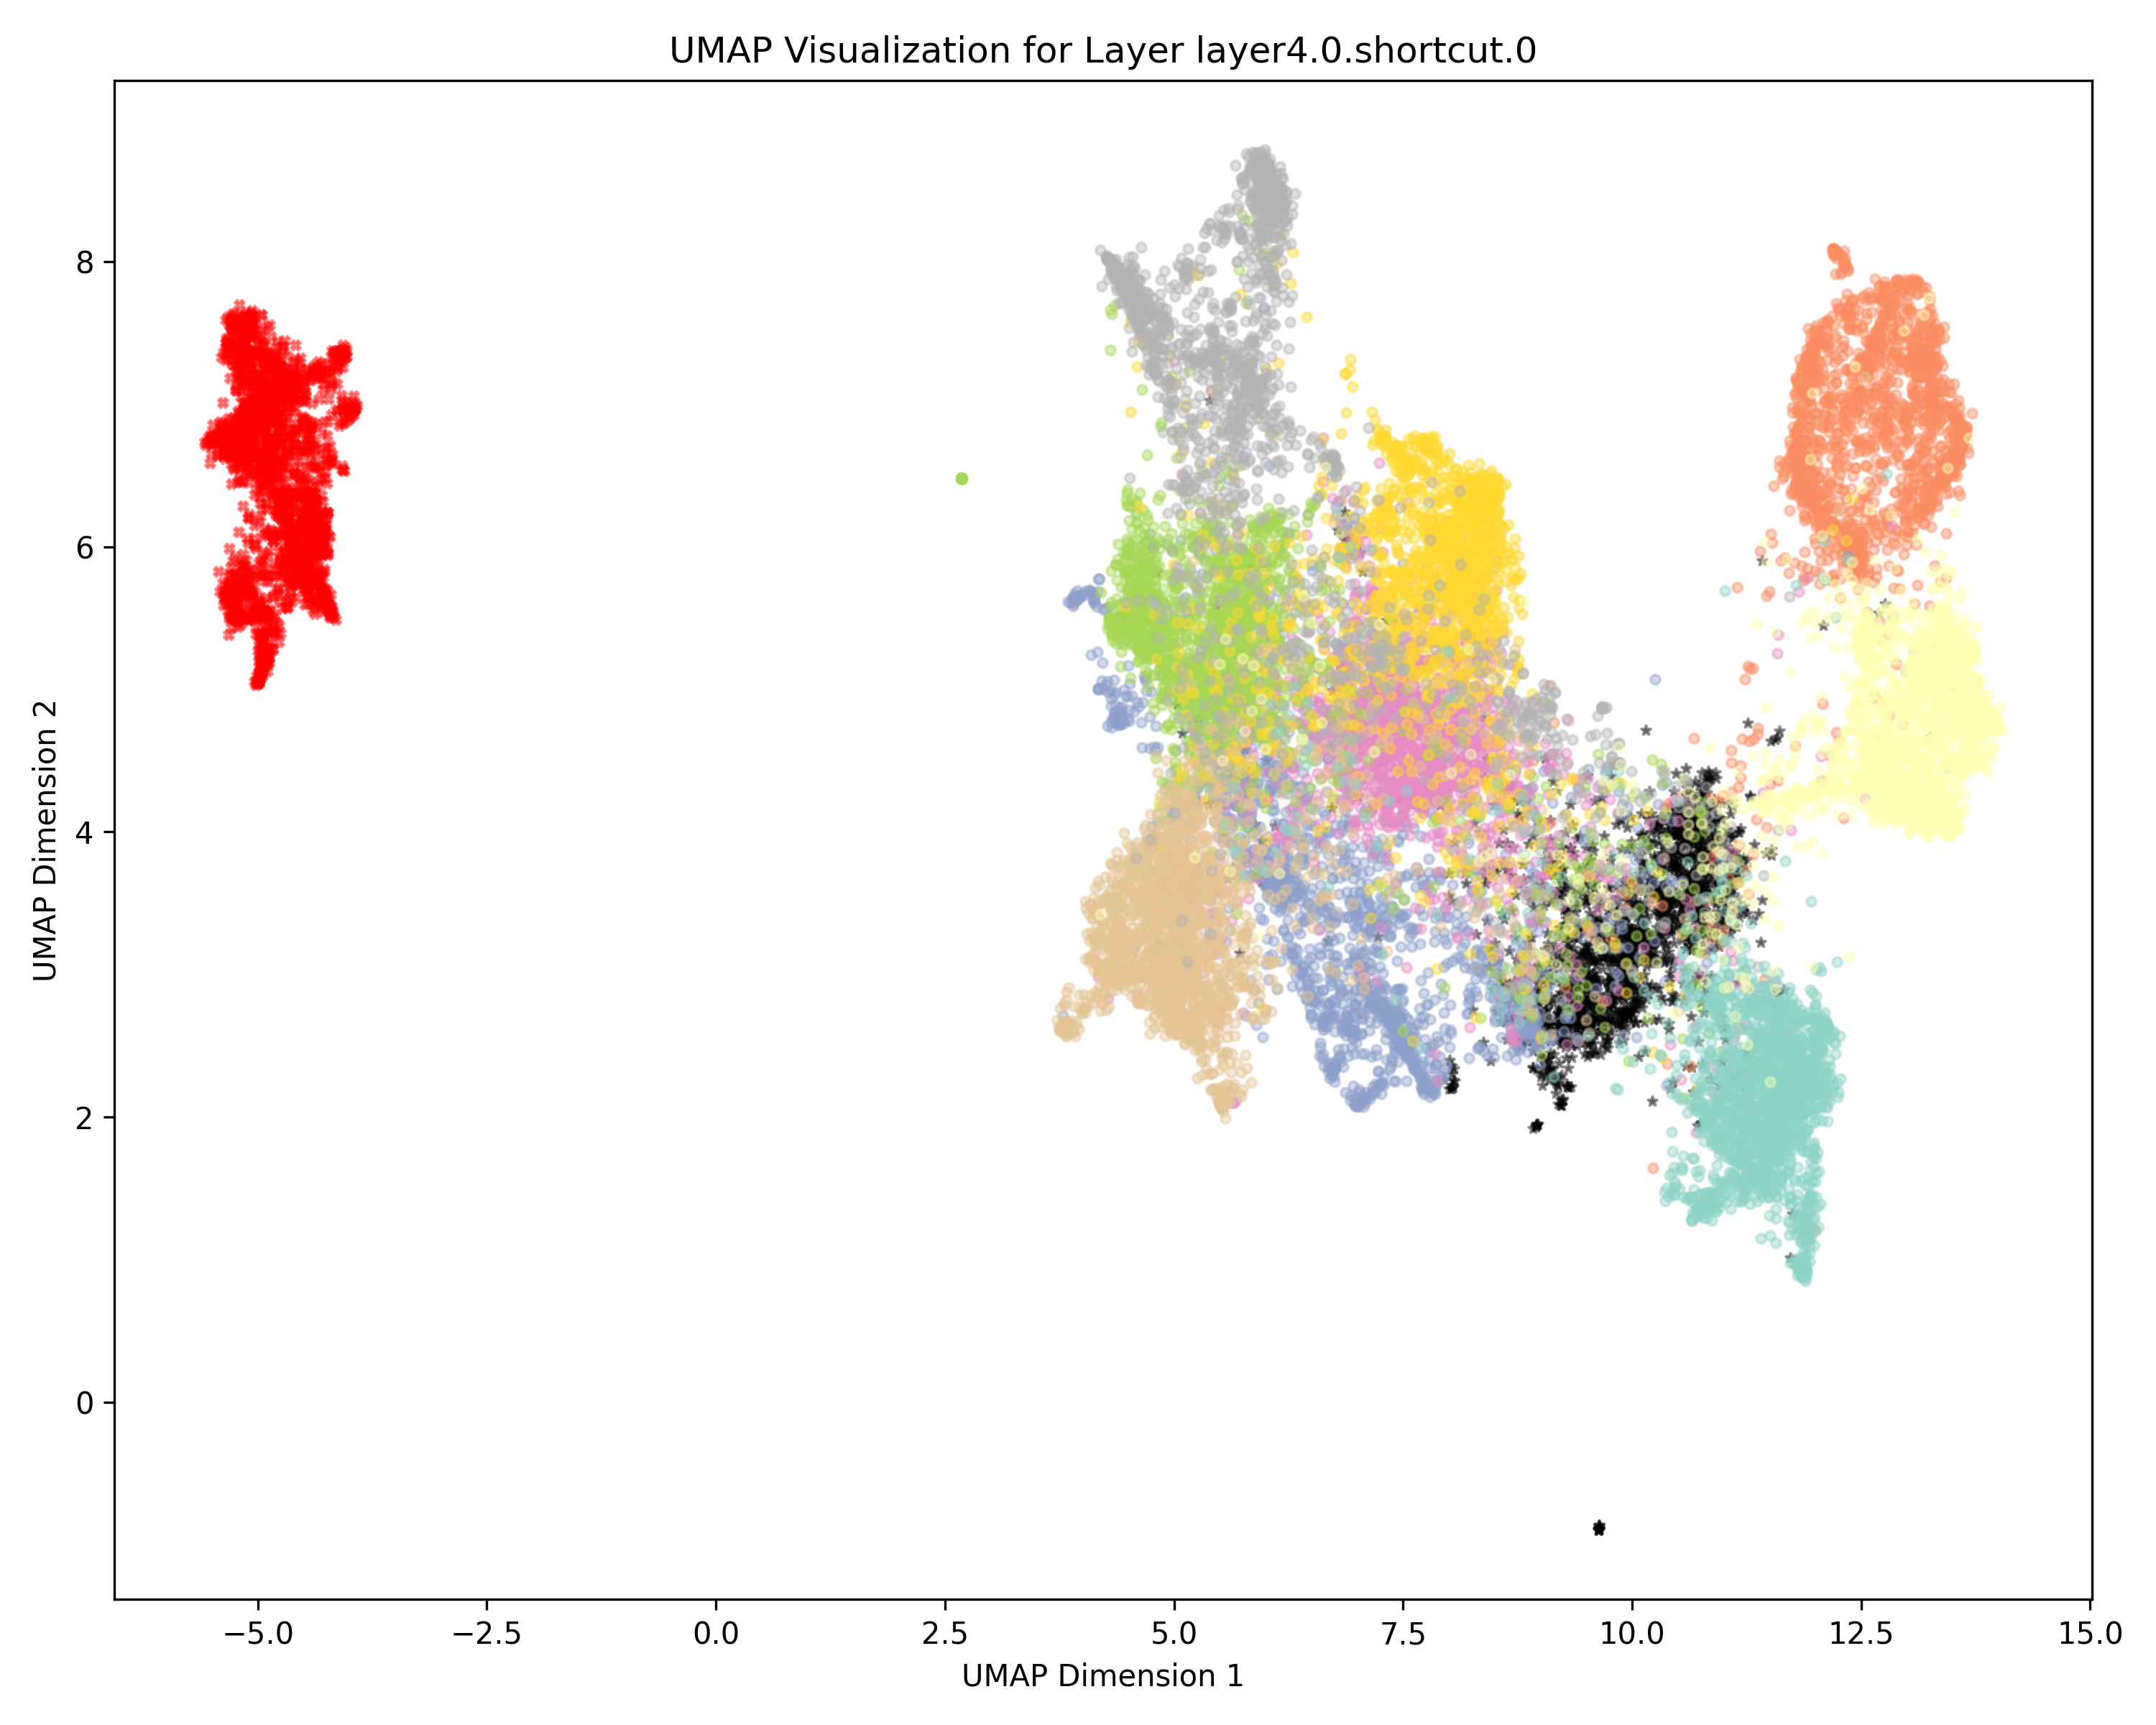 UMAP Visualization for Layer layer4.0.shortcut.0
UMAP Dimension 2
8
6
4
2
0
−5.0 −2.5 0.0 2.5 5.0 7.5 10.0 12.5 15.0
UMAP Dimension 1